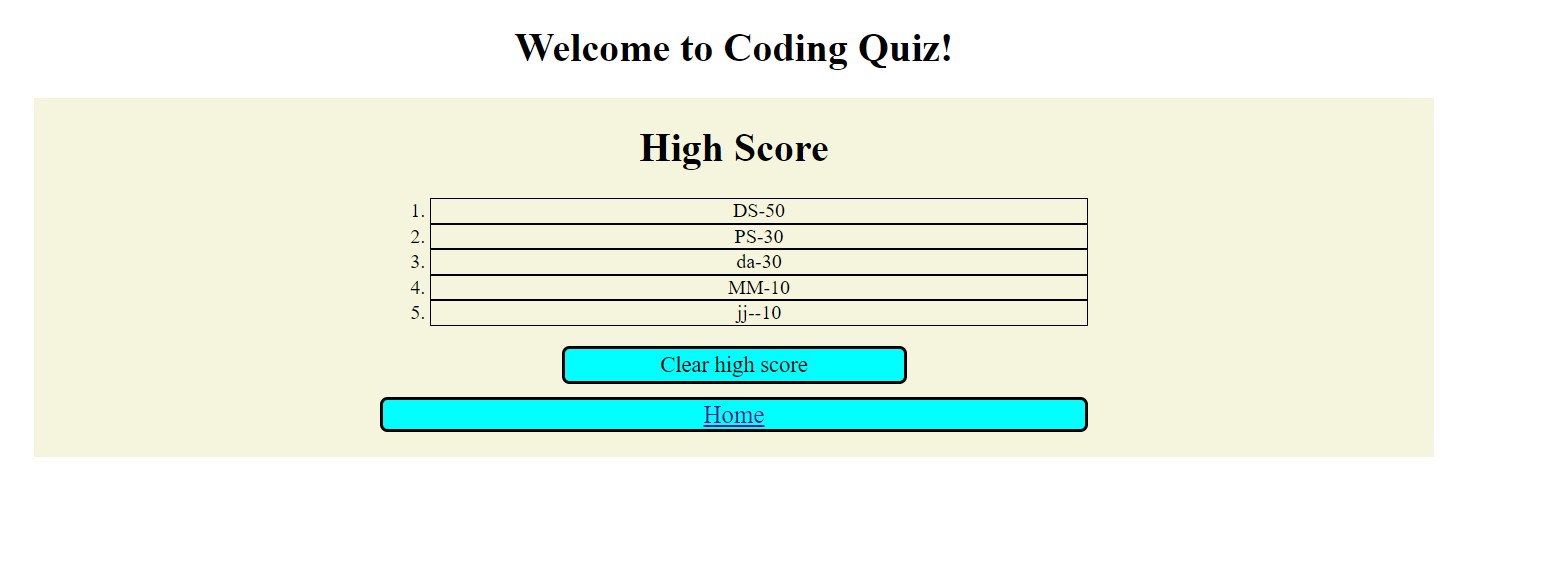 Welcome to Coding Quiz!
High Score
1. DS-50
2. PS-30
3. da-30
4. MM-10
5. jj--10
Clear high score
Home